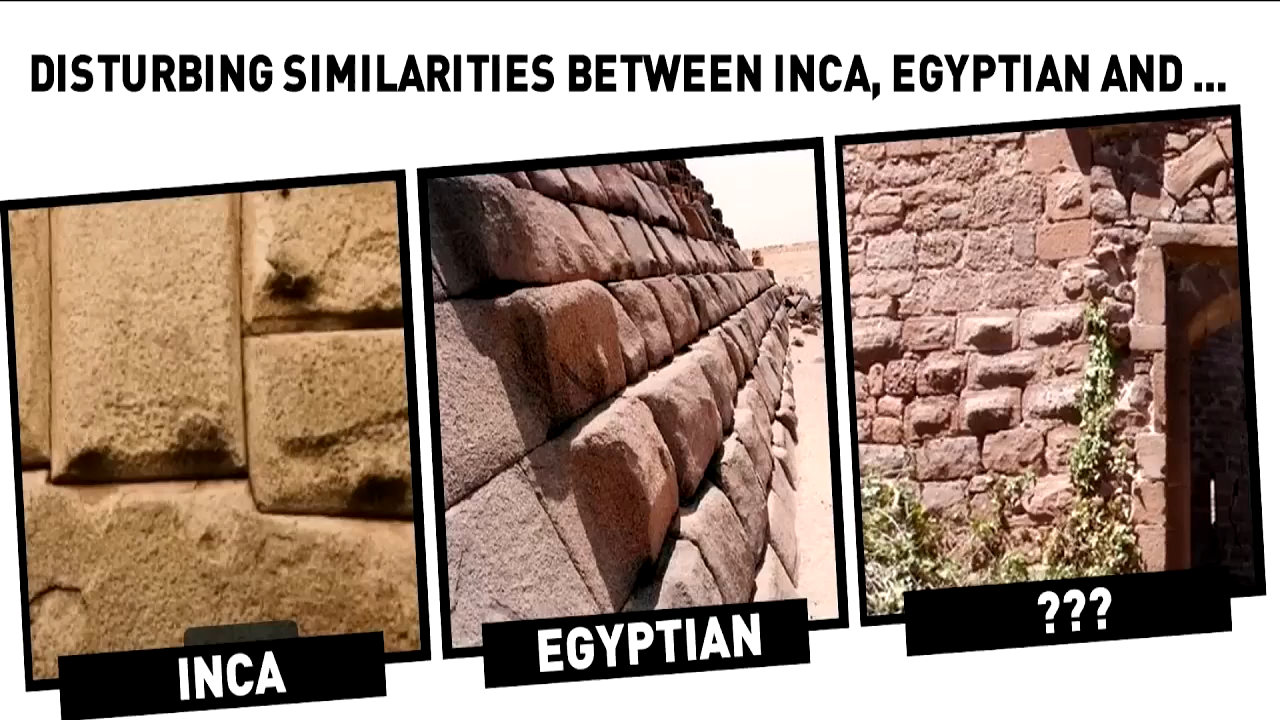 DISTURBING SIMILARITIES BETWEEN INCA, EGYPTIAN AND ...
INCA
EGYPTIAN
???